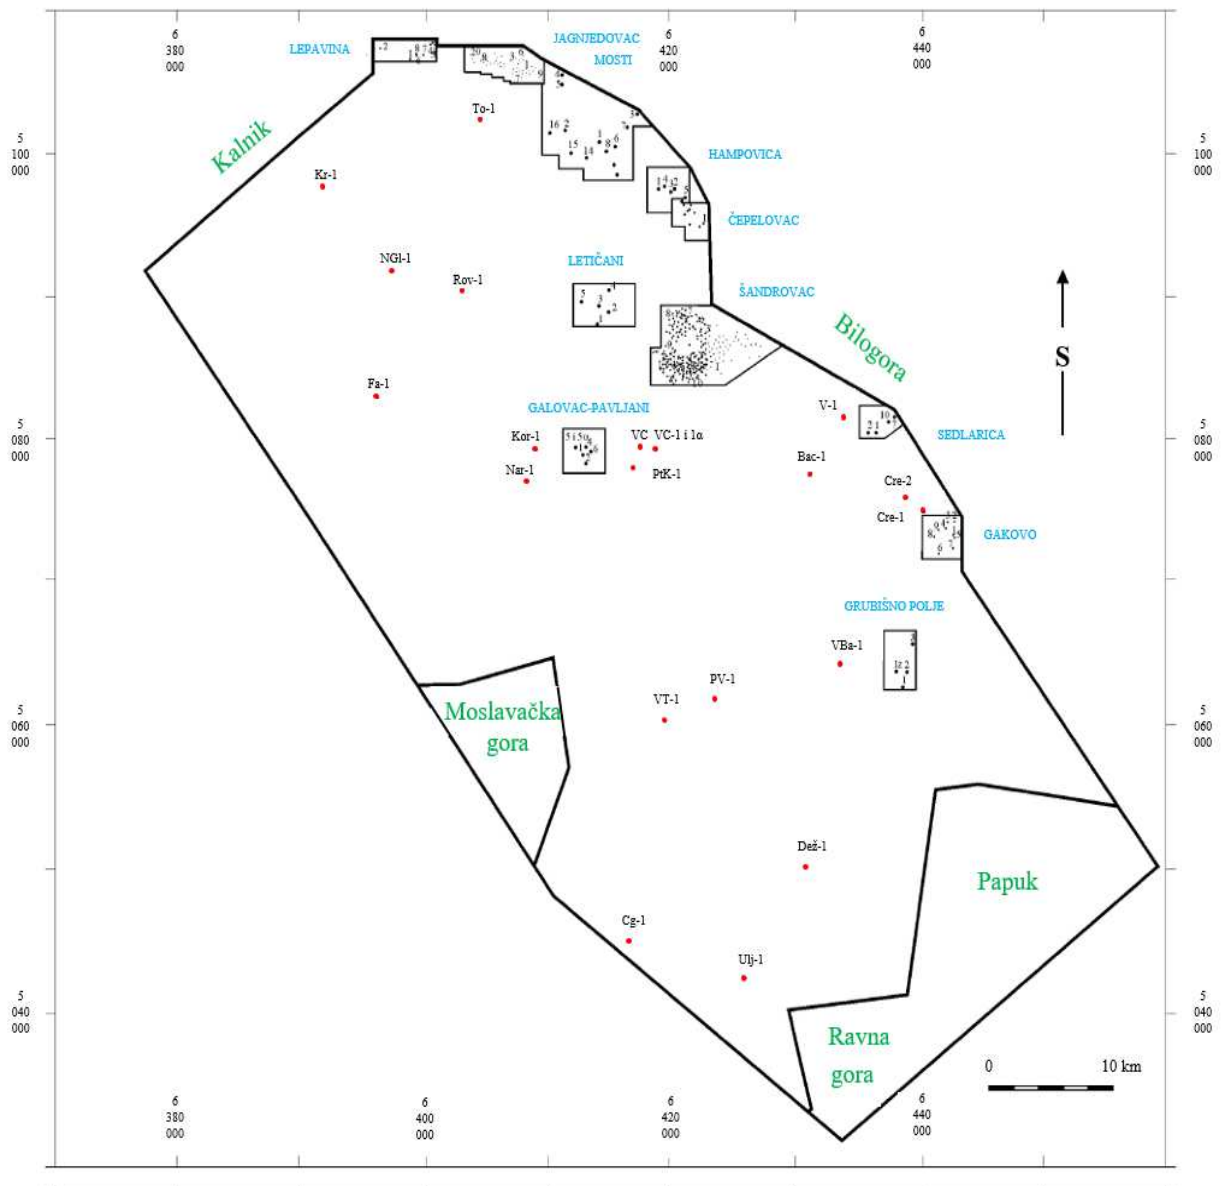 6
380
000
6
420
000
6
440
000
LEPAVINA
JAGNJEDOVAC
MOSTI
To-1
Kalnik
5
100
000
HAMPOVICA
5
100
000
Kr-1
ČEPELOVAC
NGl-1
Rov-1
LETIČANI
ŠANDROVAC
Bilogora
S
Fa-1
GALOVAC-PAVLJANI
V-1
SEDLARICA
5
080
000
Kor-1
VC
VC-1 i 1α
5
080
000
Nar-1
PtK-1
Bac-1
Cre-2
Cre-1
GAKOVO
GRUBIŠNO POLJE
VBa-1
PV-1
VT-1
5
060
000
Moslavačka
gora
5
060
000
Dež-1
Papuk
Cg-1
Ulj-1
5
040
000
5
040
000
Ravna
gora
0 10 km
6
380
000
6
400
000
6
420
000
6
440
000